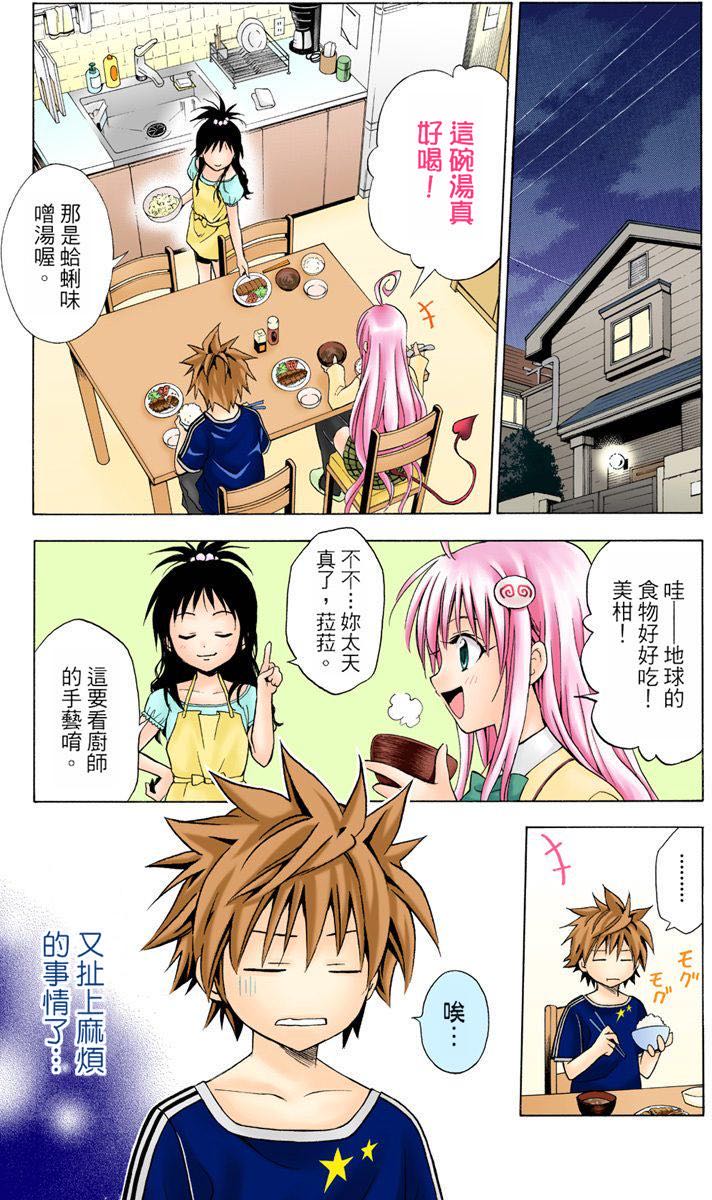 這碗湯真
好喝！
那是蛤蜊味
噌湯喔。
哇──地球的
食物好好吃！
美柑！
不不…妳太天
真了，菈菈。
這要看廚師
的手藝唷。
………
モグ
モグ
唉…
又扯上麻煩
的事情了…